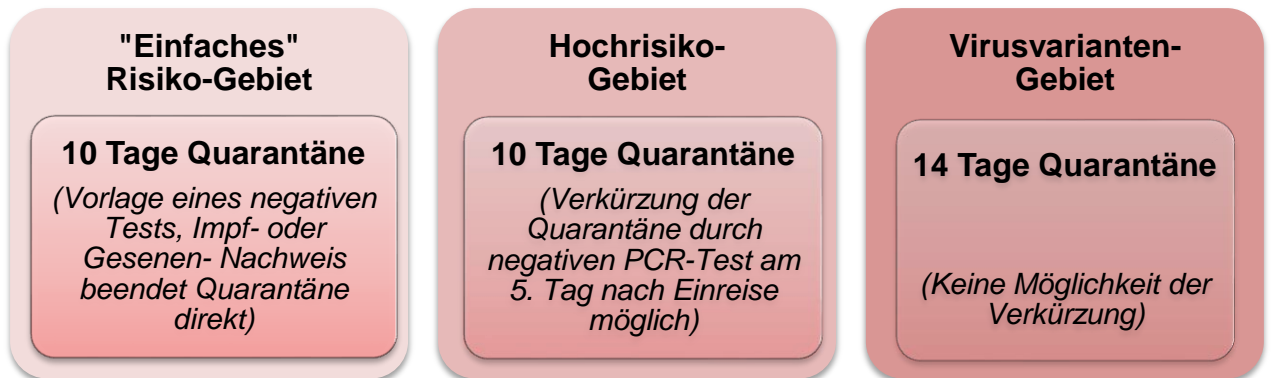 "Einfaches"
Risiko-Gebiet
10 Tage Quarantäne
(Vorlage eines negativen
Tests, Impf- oder
Gesenen- Nachweis
beendet Quarantäne
direkt)
Hochrisiko-
Gebiet
10 Tage Quarantäne
(Verkürzung der
Quarantäne durch
negativen PCR-Test am
5. Tag nach Einreise
möglich)
Virusvarianten-
Gebiet
14 Tage Quarantäne
(Keine Möglichkeit der
Verkürzung)